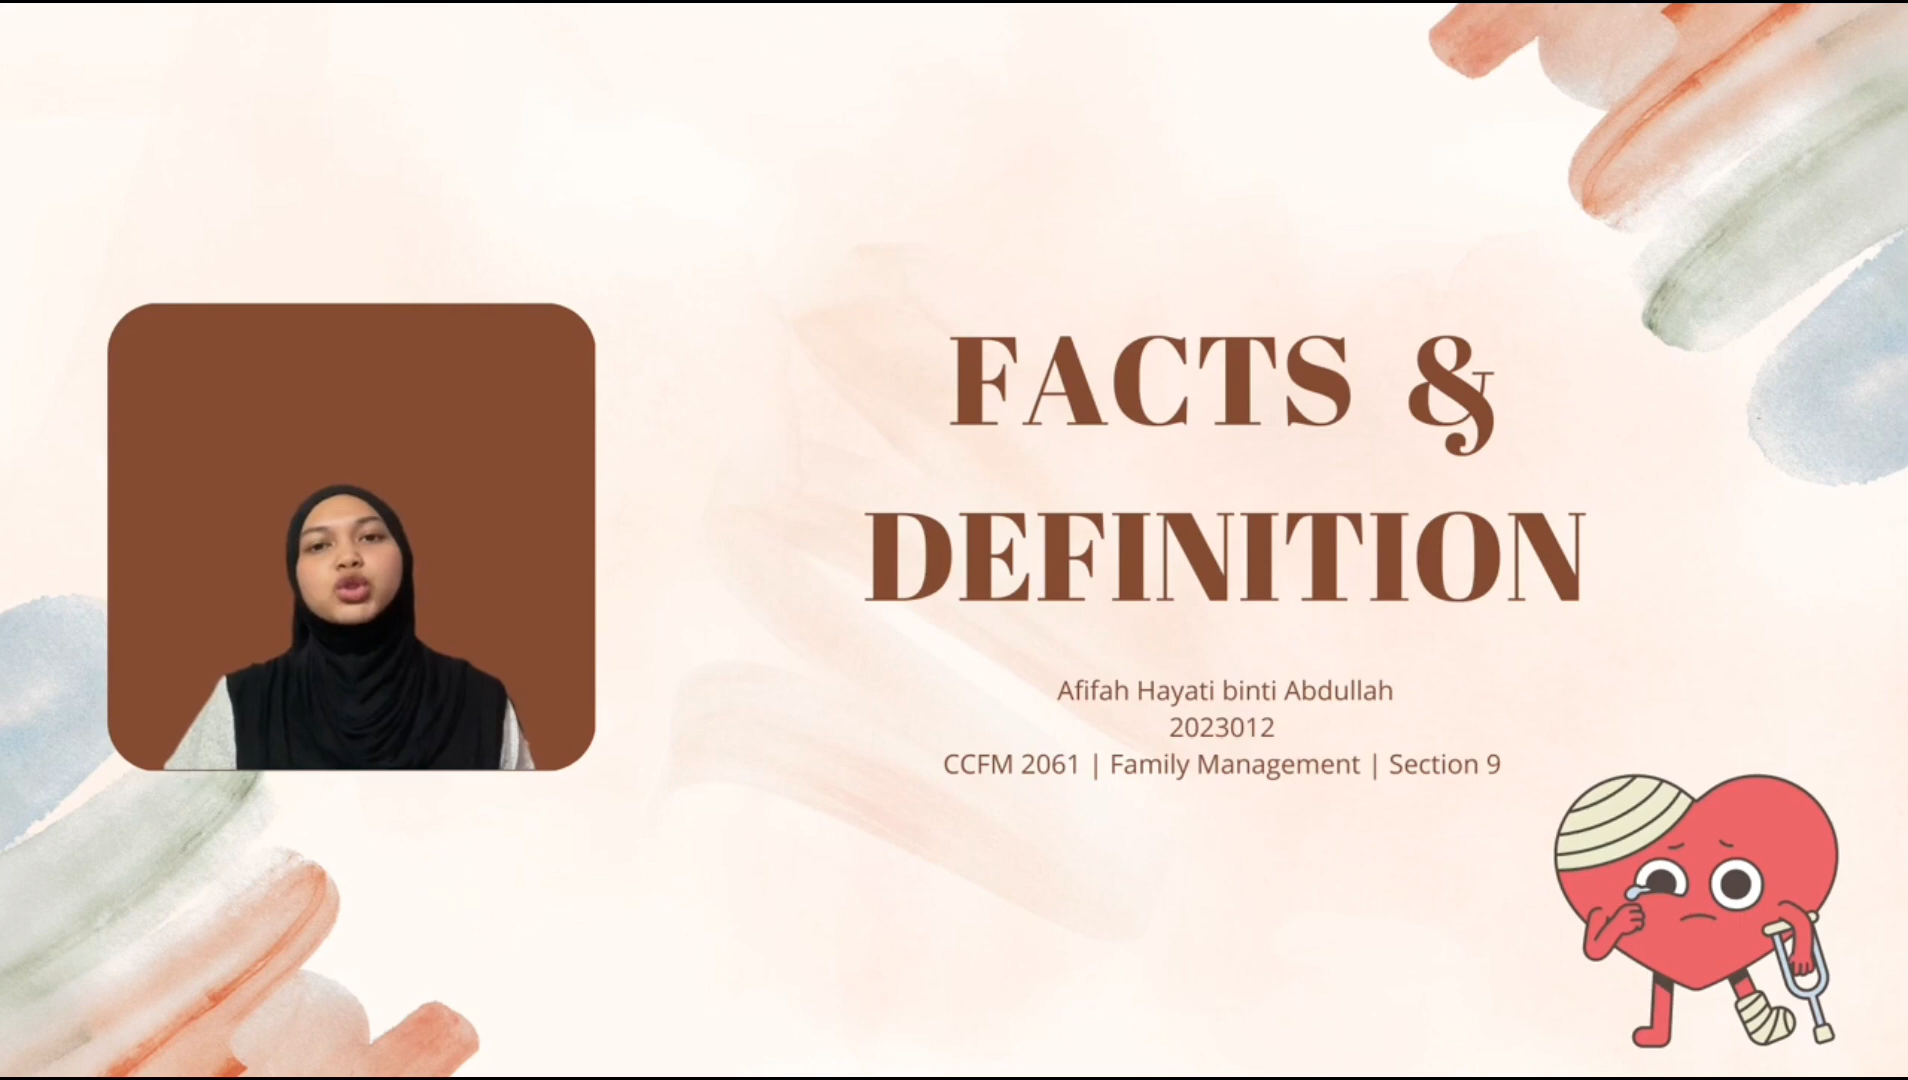 FACTS &
DEFINITION
Afifah Hayati binti Abdullah
2023012
CCFM 2061 | Family Management | Section 9